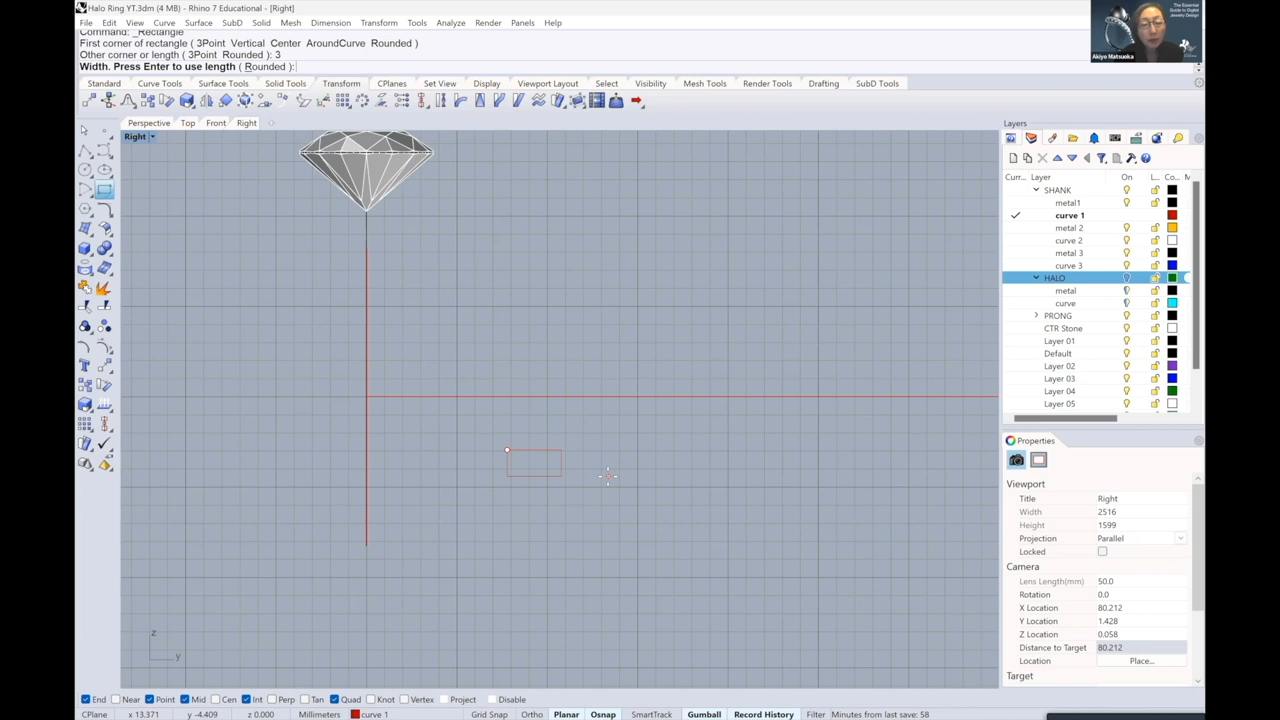 Halo Ring YT.3dm (4 MB) - Rhino 7 Educational - [Right]
File Edit View Curve Surface SubD Solid Mesh Dimension Transform Tools Analyze Render Panels Help
Command: _Rectangle
First corner of rectangle ( 3Point Vertical Center AroundCurve Rounded )
Other corner or length ( 3Point Rounded ): 3
Width. Press Enter to use length ( Rounded ):
Standard Curve Tools Surface Tools Solid Tools Transform CPlanes Set View Display Viewport Layout Select Visibility Mesh Tools Render Tools Drafting SubD Tools
Perspective Top Front Right
Right
The Essential
Guide to Digital
Jewelry Design
Akiyo Matsuoka
Layers
Curr... Layer On L... Co... M
SHANK
metal1
curve 1
metal 2
curve 2
metal 3
curve 3
HALO
metal
curve
PRONG
CTR Stone
Layer 01
Default
Layer 02
Layer 03
Layer 04
Layer 05
Properties
Viewport
Title Right
Width 2516
Height 1599
Projection Parallel
Locked
Camera
Lens Length(mm) 50.0
Rotation 0.0
X Location 80.212
Y Location 1.428
Z Location 0.058
Distance to Target 80.212
Location Place...
Target
z
y
End Near Point Mid Cen Int Perp Tan Quad Knot Vertex Project Disable
CPlane x 13.371 y -4.409 z 0.000 Millimeters curve 1 Grid Snap Ortho Planar Osnap SmartTrack Gumball Record History Filter Minutes from last save: 58